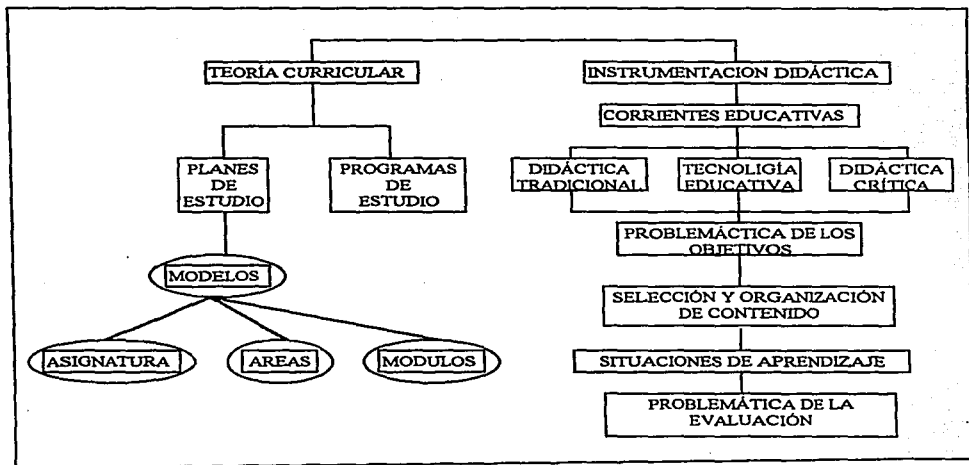 TEORÍA CURRICULAR
INSTRUMENTACION DIDÁCTICA
CORRIENTES EDUCATIVAS
PLANES
DE
ESTUDIO
PROGRAMAS
DE
ESTUDIO
DIDÁCTICA
TRADICIONAL
TECNOLIGÍA
EDUCATIVA
DIDÁCTICA
CRÍTICA
PROBLEMÁCTICA DE LOS
OBJETIVOS
MODELOS
SELECCIÓN Y ORGANIZACIÓN
DE CONTENIDO
ASIGNATURA
AREAS
MODULOS
SITUACIONES DE APRENDIZAJE
PROBLEMÁTICA DE LA
EVALUACIÓN